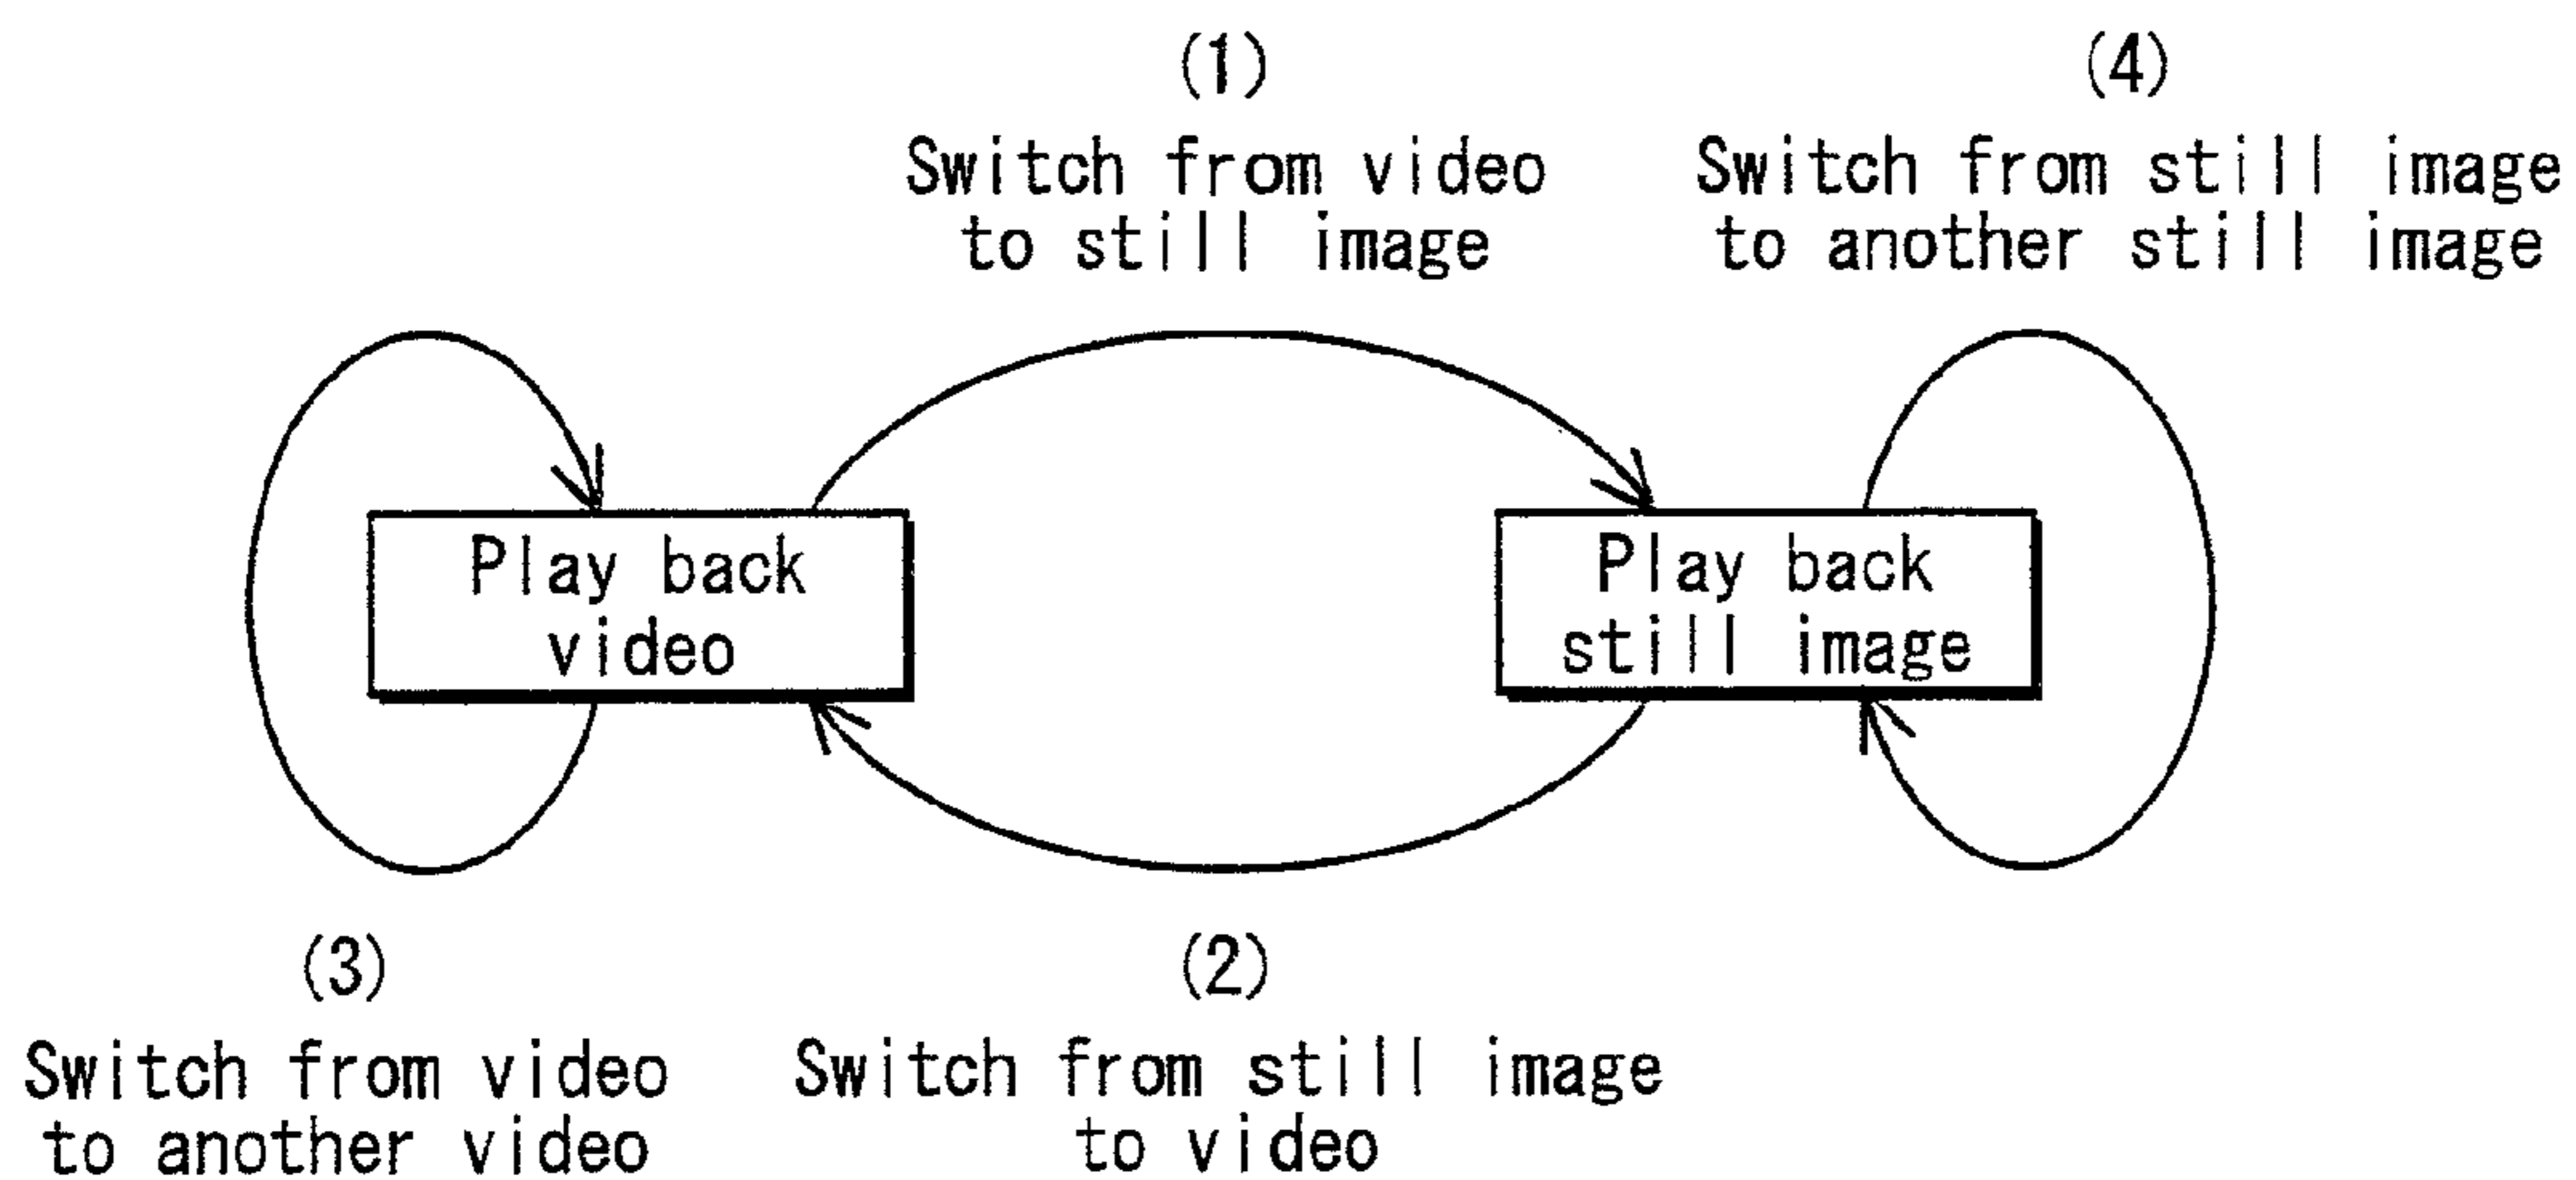 (1)
Switch from video
to still image
(4)
Switch from still image
to another still image
Play back
video
Play back
still image
(3)
Switch from video
to another video
(2)
Switch from still image
to video